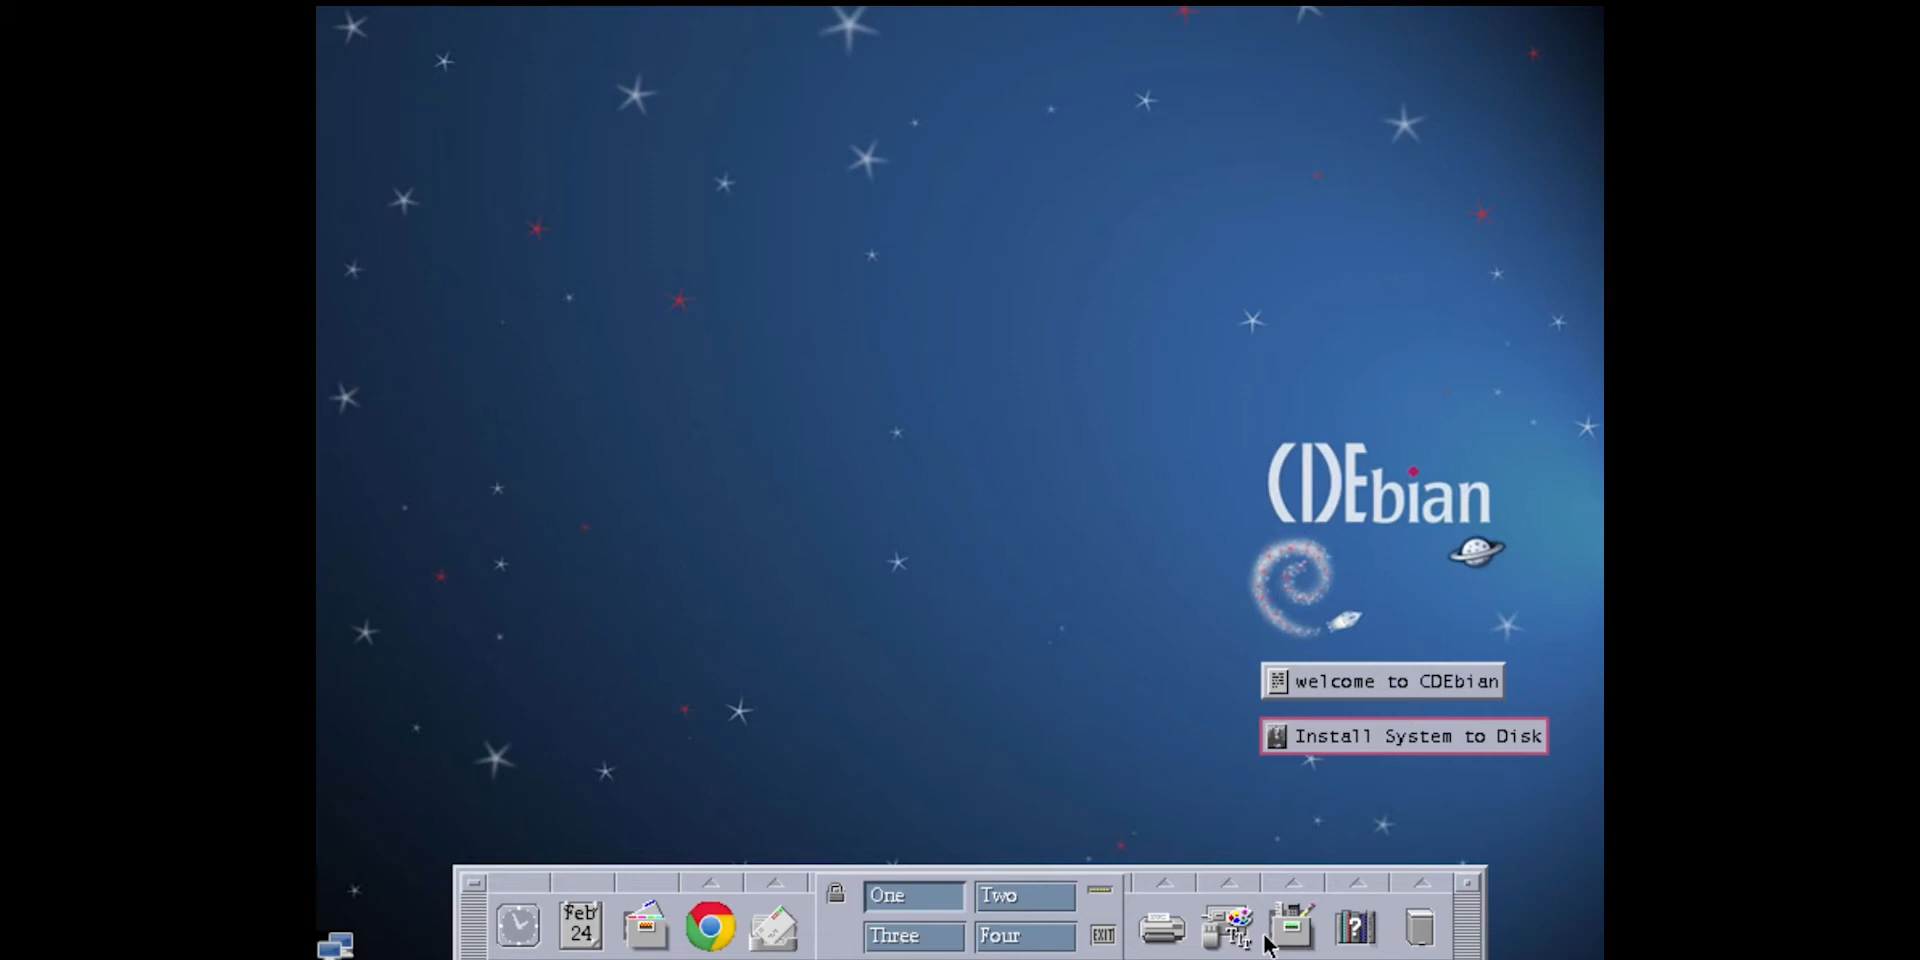 CDEbian
welcome to CDEbian
Install System to Disk
Feb
24
One
Two
Three
Four
EXIT
?